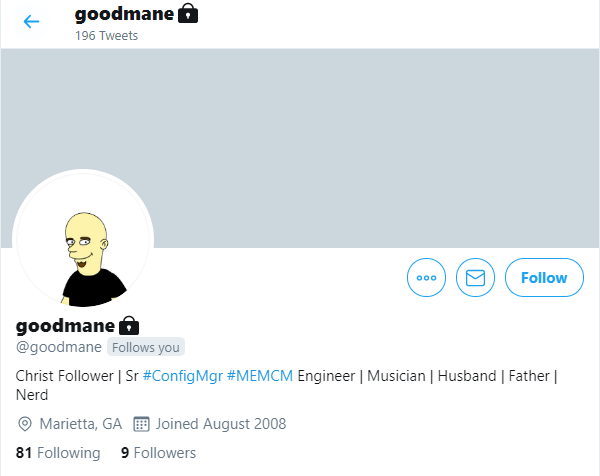 goodmane
196 Tweets
Follow
goodmane
@goodmane Follows you
Christ Follower | Sr #ConfigMgr #MEMCM Engineer | Musician | Husband | Father |
Nerd
Marietta, GA Joined August 2008
81 Following 9 Followers